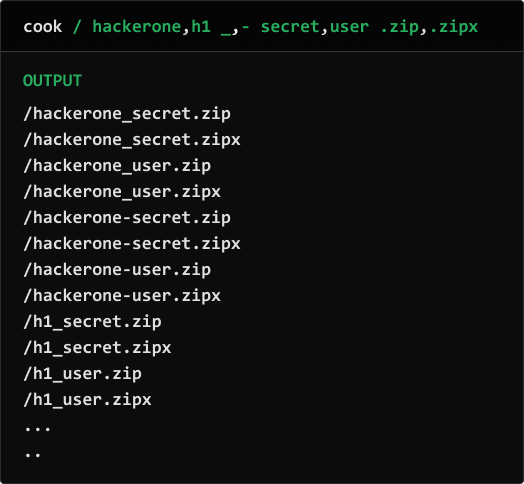 cook / hackerone,h1 _,- secret,user .zip,.zipx
OUTPUT
/hackerone_secret.zip
/hackerone_secret.zipx
/hackerone_user.zip
/hackerone_user.zipx
/hackerone-secret.zip
/hackerone-secret.zipx
/hackerone-user.zip
/hackerone-user.zipx
/h1_secret.zip
/h1_secret.zipx
/h1_user.zip
/h1_user.zipx
...
..